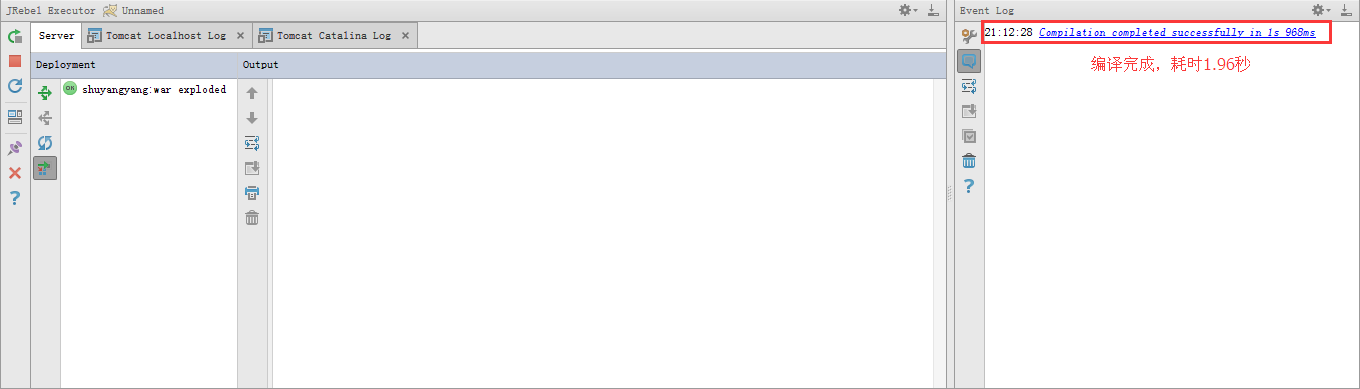 JRebel Executor Unnamed
Server Tomcat Localhost Log Tomcat Catalina Log
Deployment Output
OK shuyangyang:war exploded
Event Log
21:12:28 Compilation completed successfully in 1s 968ms
编译完成，耗时1.96秒